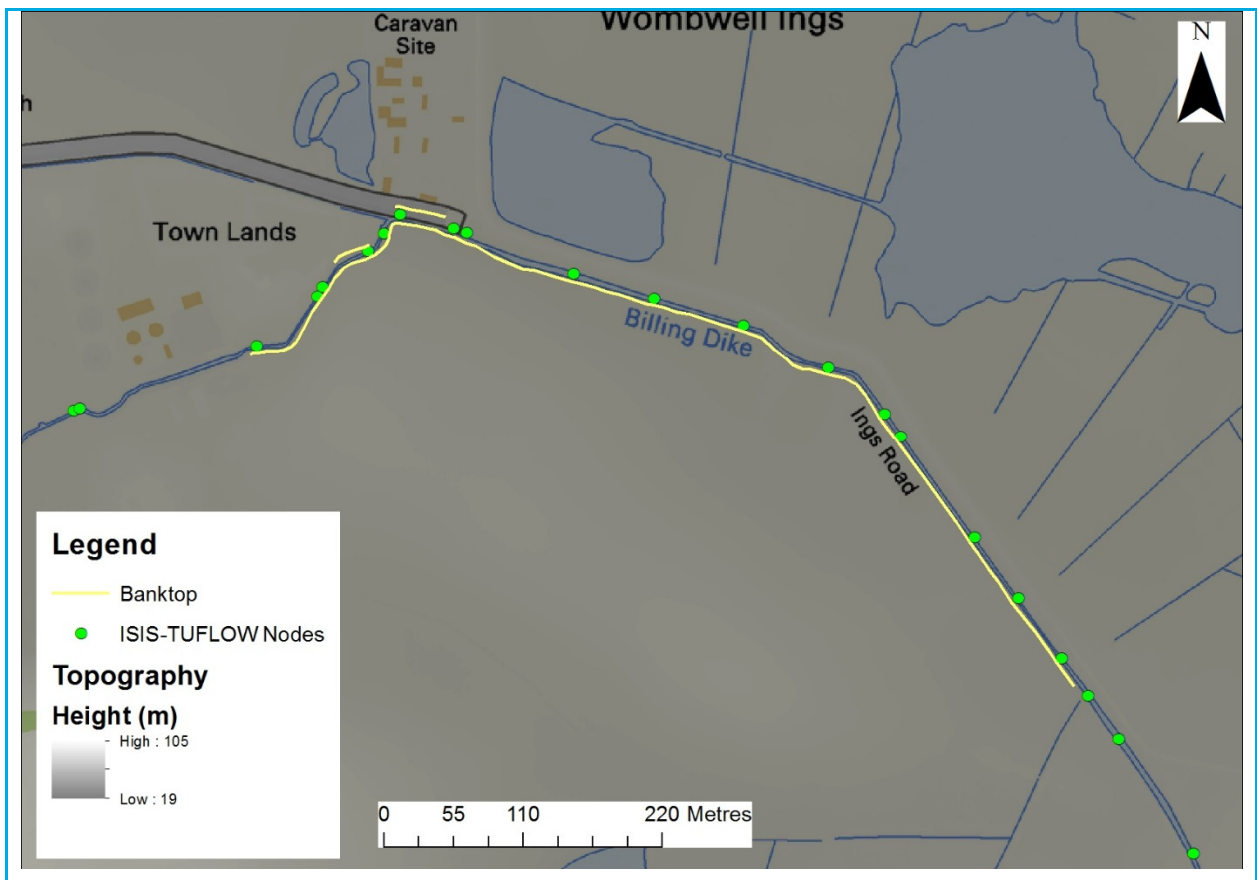 Wombwell Ings
Caravan
Site
N
h
Town Lands
Billing Dike
Ings Road
Legend
Banktop
ISIS-TUFLOW Nodes
Topography
Height (m)
High : 105
Low : 19
0 55 110 220 Metres